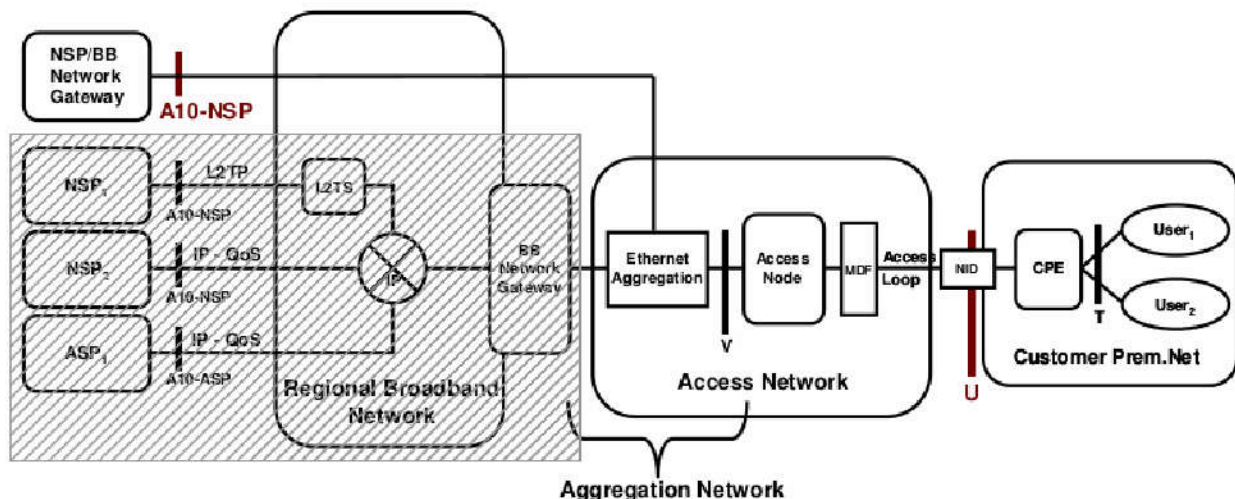 NSP/BB
Network
Gateway
A10-NSP
NSP1
L2TP
L2TS
A10-NSP
NSP2
IP - QoS
IP
A10-NSP
ASP1
IP - QoS
A10-ASP
BB
Network
Gateway
Regional Broadband
Network
Ethernet
Aggregation
V
Access
Node
MDF
Access
Loop
Access Network
NID
U
CPE
T
User1
User2
Customer Prem.Net
Aggregation Network